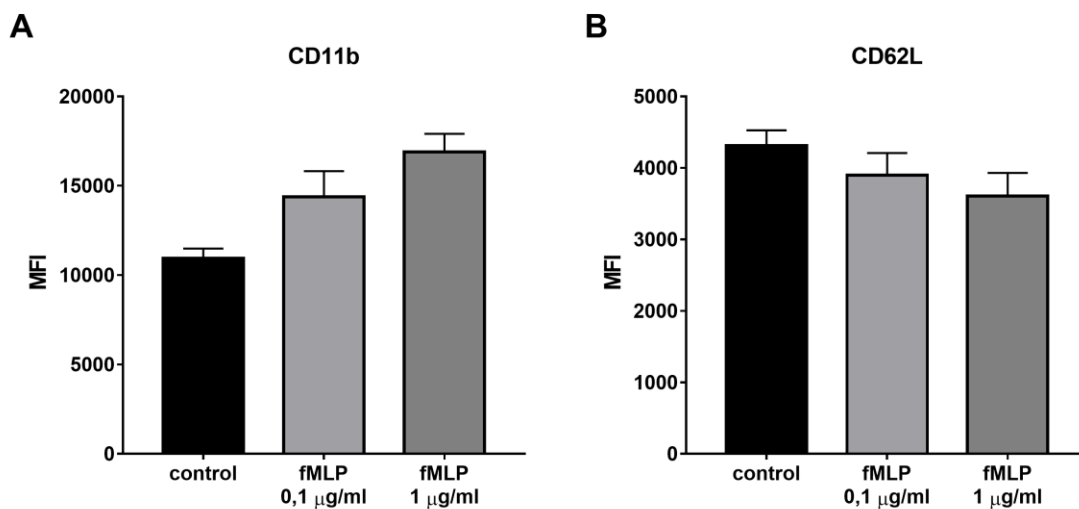 A
CD11b
MFI
20000
15000
10000
5000
0
control
fMLP
0,1 μg/ml
fMLP
1 μg/ml
B
CD62L
MFI
5000
4000
3000
2000
1000
0
control
fMLP
0,1 μg/ml
fMLP
1 μg/ml